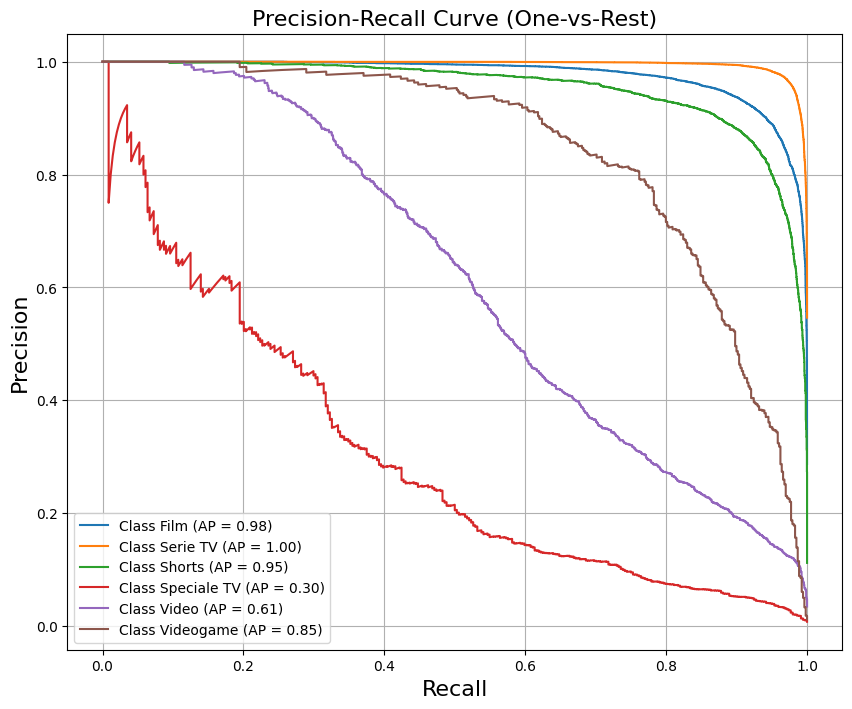 Precision-Recall Curve (One-vs-Rest)
1.0
0.8
0.6
0.4
0.2
0.0
Precision
Class Film (AP = 0.98)
Class Serie TV (AP = 1.00)
Class Shorts (AP = 0.95)
Class Speciale TV (AP = 0.30)
Class Video (AP = 0.61)
Class Videogame (AP = 0.85)
0.0 0.2 0.4 0.6 0.8 1.0
Recall